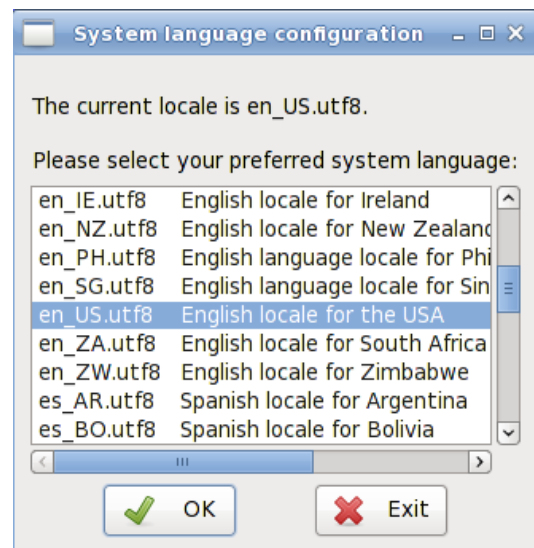 System language configuration
The current locale is en_US.utf8.
Please select your preferred system language:
en_IE.utf8 English locale for Ireland
en_NZ.utf8 English locale for New Zealand
en_PH.utf8 English language locale for Phi
en_SG.utf8 English language locale for Sin
en_US.utf8 English locale for the USA
en_ZA.utf8 English locale for South Africa
en_ZW.utf8 English locale for Zimbabwe
es_AR.utf8 Spanish locale for Argentina
es_BO.utf8 Spanish locale for Bolivia
OK Exit